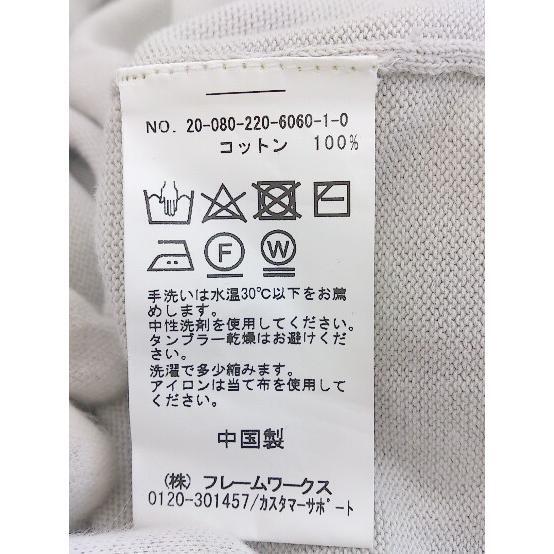 NO. 20-080-220-6060-1-0
コットン 100%
F W
手洗いは水温30℃以下をお薦
めします。
中性洗剤を使用してください。
タンブラー乾燥はお避けくだ
さい。
洗濯で多少縮みます。
アイロンは当て布を使用して
ください。
中国製
(株) フレームワークス
0120-301457/カスタマーサポート